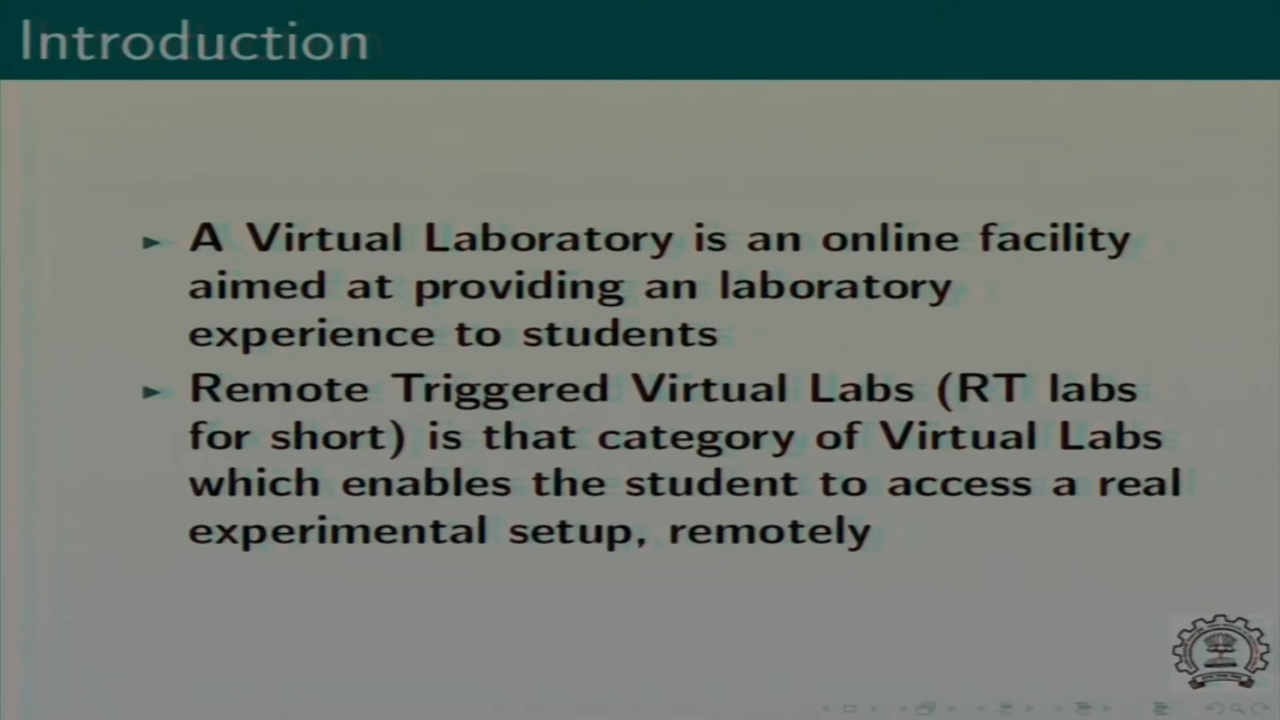 Introduction
A Virtual Laboratory is an online facility
aimed at providing an laboratory
experience to students
Remote Triggered Virtual Labs (RT labs
for short) is that category of Virtual Labs
which enables the student to access a real
experimental setup, remotely